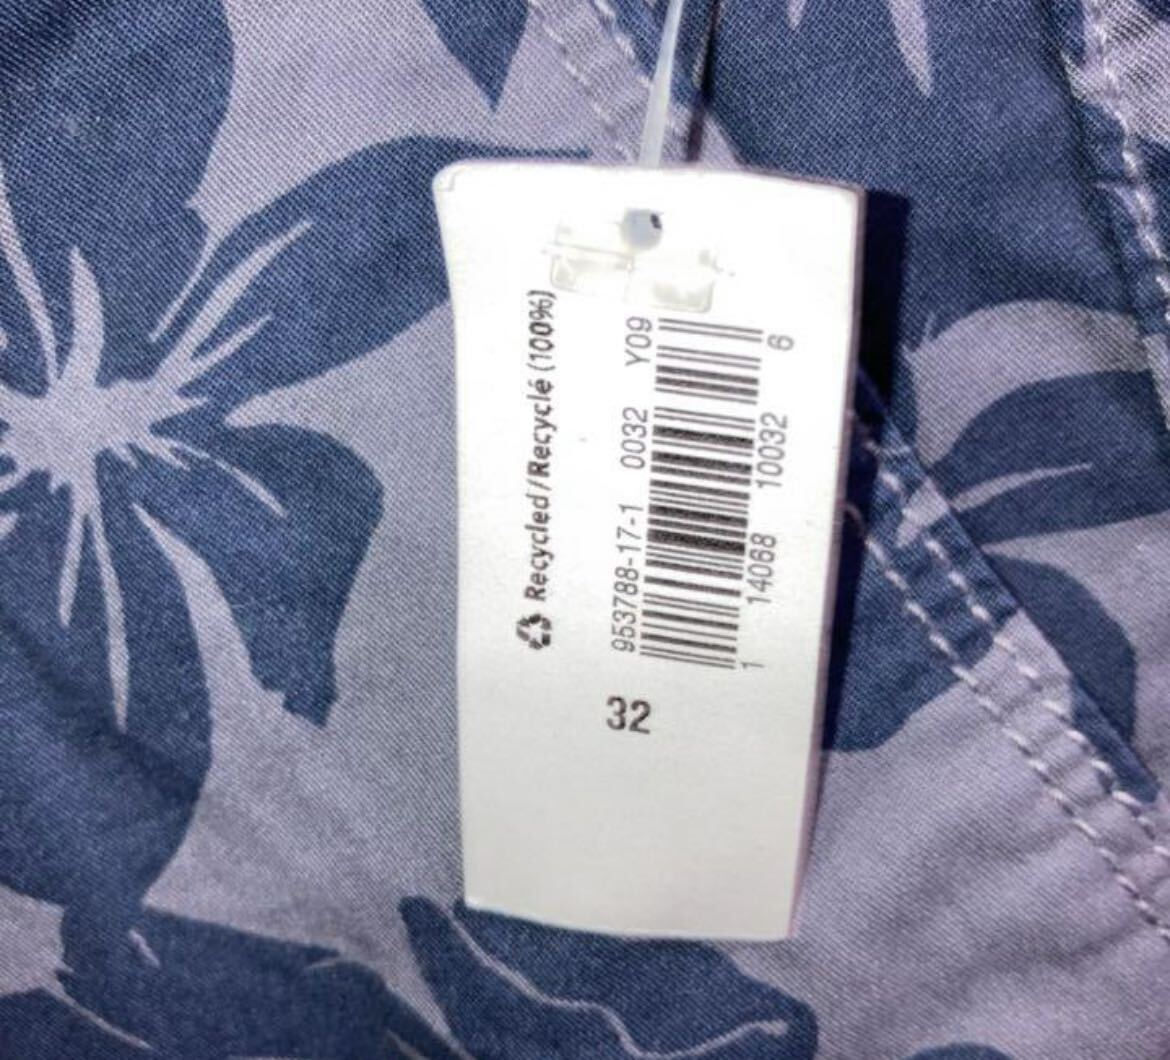 Recycled/Recyclé (100%)
953788-17-1 0032 Y09
1 14068 10032 6
32